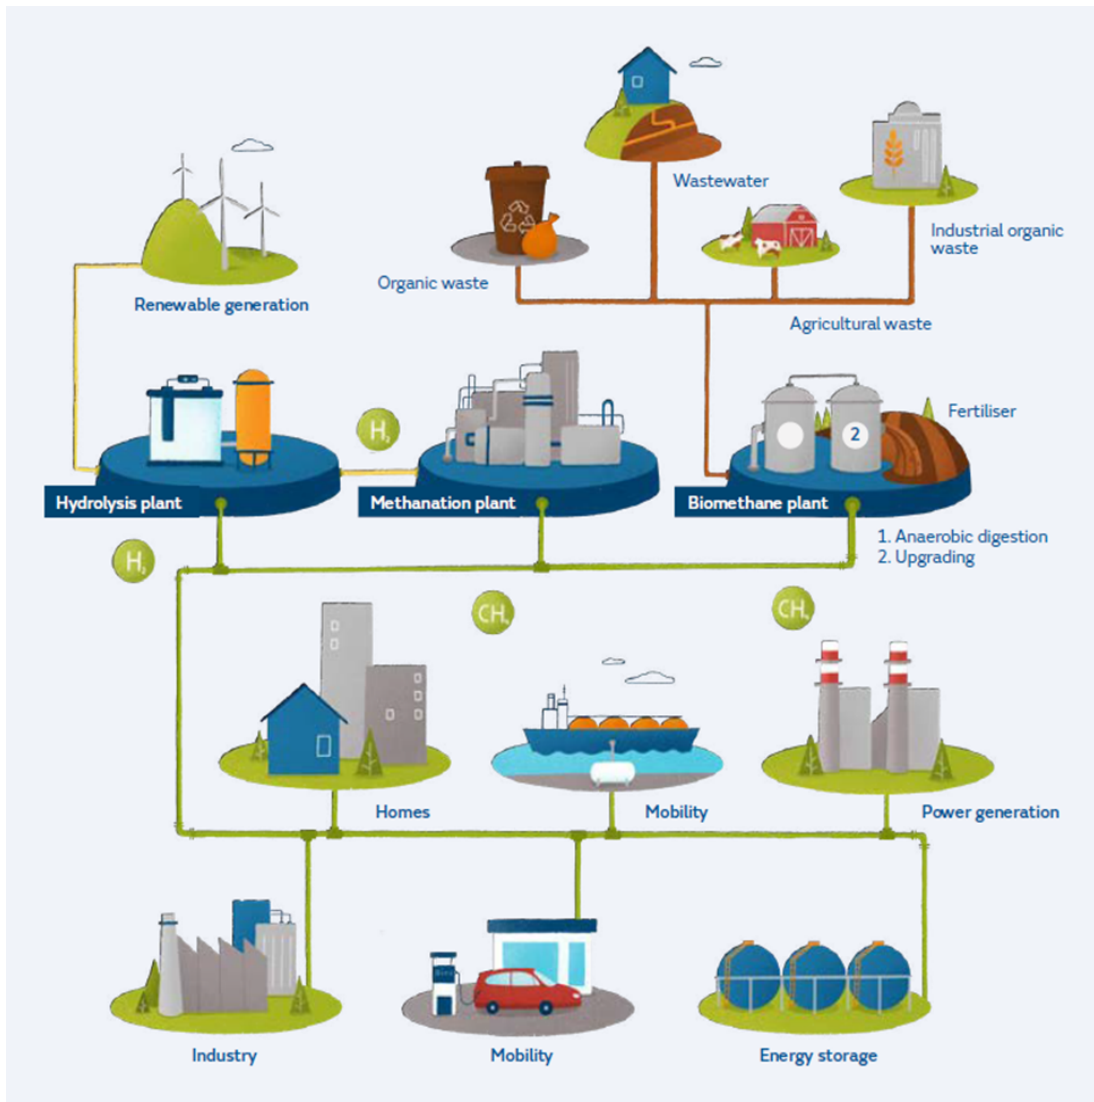 Wastewater
Industrial organic
waste
Organic waste
Renewable generation
Agricultural waste
Fertiliser
H₂
2
Hydrolysis plant
Methanation plant
Biomethane plant
1. Anaerobic digestion
2. Upgrading
H₂
CH₄
CH₄
Homes
Mobility
Power generation
Industry
Mobility
Energy storage